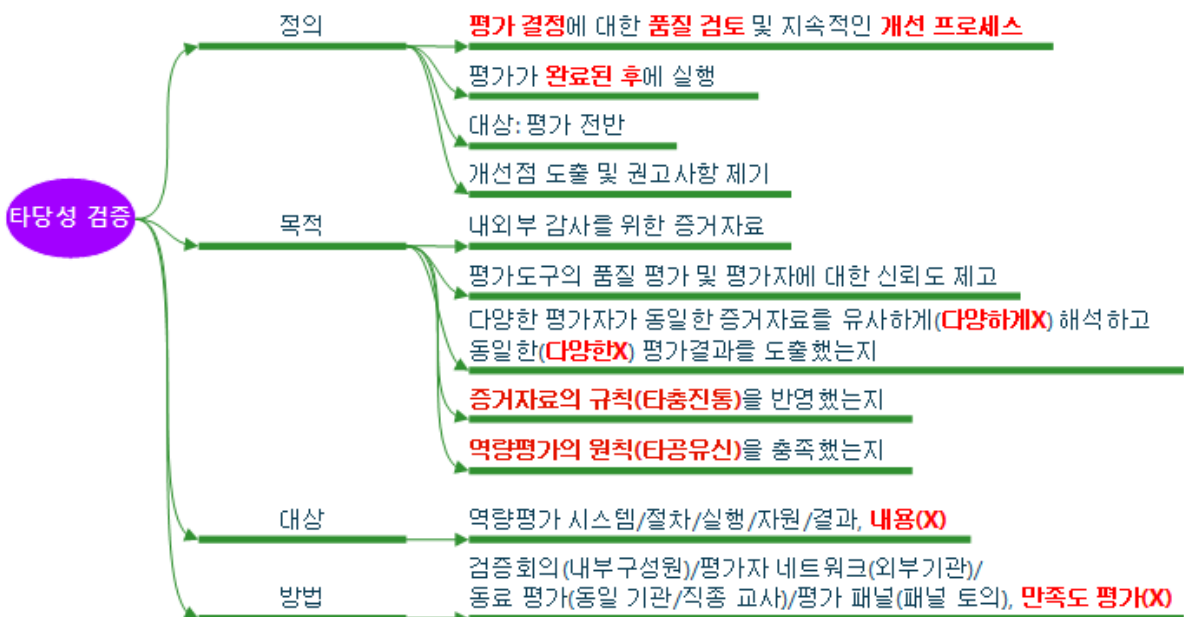 타당성 검증
정의
평가 결정에 대한 품질 검토 및 지속적인 개선 프로세스
평가가 완료된 후에 실행
대상: 평가 전반
개선점 도출 및 권고사항 제기
목적
내외부 감사를 위한 증거자료
평가도구의 품질 평가 및 평가자에 대한 신뢰도 제고
다양한 평가자가 동일한 증거자료를 유사하게(다양하게X) 해석하고
동일한(다양한X) 평가결과를 도출했는지
증거자료의 규칙(타충진통)을 반영했는지
역량평가의 원칙(타공유신)을 충족했는지
대상
역량평가 시스템/절차/실행/자원/결과, 내용(X)
방법
검증회의(내부구성원)/평가자 네트워크(외부기관)/
동료 평가(동일 기관/직종 교사)/평가 패널(패널 토의), 만족도 평가(X)